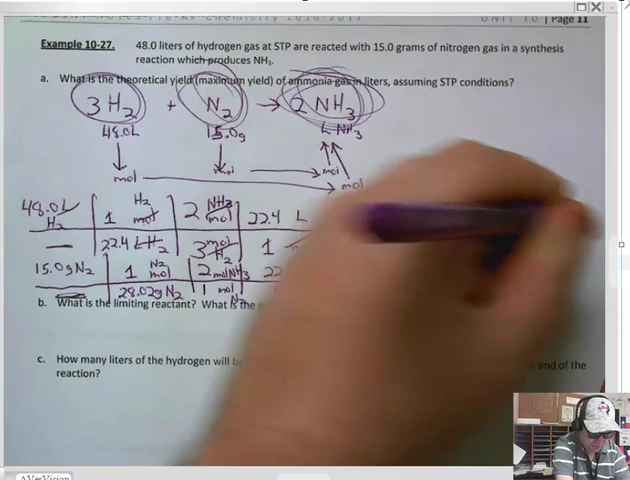 Page 11
Example 10-27. 48.0 liters of hydrogen gas at STP are reacted with 15.0 grams of nitrogen gas in a synthesis
reaction which produces NH₃.
a. What is the theoretical yield (maximum yield) of ammonia gas in liters, assuming STP conditions?
3H₂ + N₂ → 2 NH₃
48.0L 15.0g L NH₃
mol mol mol
mol
48.0L H₂ 1 mol H₂ 2 mol NH₃ 22.4 L
22.4 L H₂ 3 mol H₂ 1
15.0g N₂ 1 mol N₂ 2 mol NH₃ 22
28.02g N₂ 1 mol N₂
b. What is the limiting reactant? What is the
c. How many liters of the hydrogen will end of the
reaction?
AVerVision